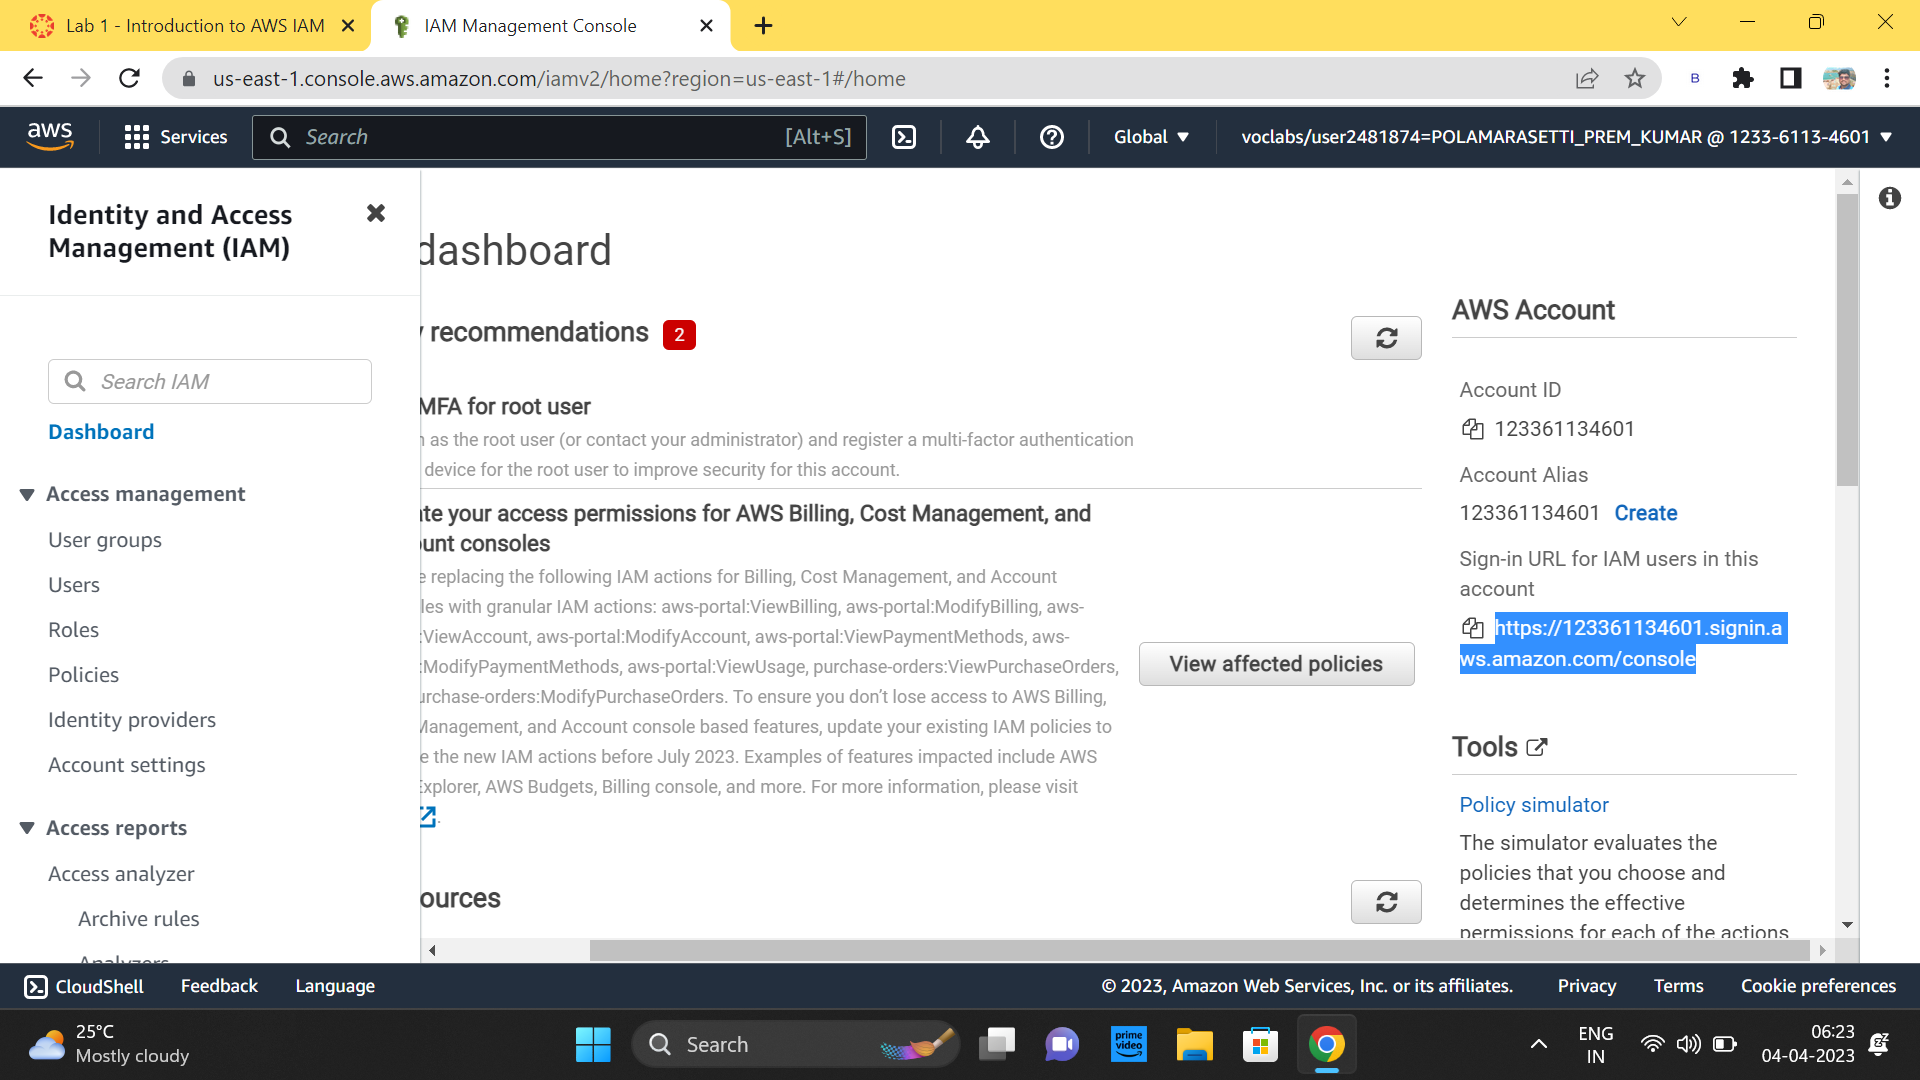 Lab 1 - Introduction to AWS IAM
IAM Management Console
us-east-1.console.aws.amazon.com/iamv2/home?region=us-east-1#/home
B
aws
Services
Search
[Alt+S]
Global
voclabs/user2481874=POLAMARASETTI_PREM_KUMAR @ 1233-6113-4601
Identity and Access
Management (IAM)
Search IAM
Dashboard
Access management
User groups
Users
Roles
Policies
Identity providers
Account settings
Access reports
Access analyzer
Archive rules
Analyzers
dashboard
recommendations 2
MFA for root user
as the root user (or contact your administrator) and register a multi-factor authentication
device for the root user to improve security for this account.
te your access permissions for AWS Billing, Cost Management, and
unt consoles
e replacing the following IAM actions for Billing, Cost Management, and Account
les with granular IAM actions: aws-portal:ViewBilling, aws-portal:ModifyBilling, aws-
:ViewAccount, aws-portal:ModifyAccount, aws-portal:ViewPaymentMethods, aws-
:ModifyPaymentMethods, aws-portal:ViewUsage, purchase-orders:ViewPurchaseOrders,
urchase-orders:ModifyPurchaseOrders. To ensure you don't lose access to AWS Billing,
Management, and Account console based features, update your existing IAM policies to
e the new IAM actions before July 2023. Examples of features impacted include AWS
Explorer, AWS Budgets, Billing console, and more. For more information, please visit
View affected policies
ources
AWS Account
Account ID
123361134601
Account Alias
123361134601 Create
Sign-in URL for IAM users in this
account
https://123361134601.signin.a
ws.amazon.com/console
Tools
Policy simulator
The simulator evaluates the
policies that you choose and
determines the effective
permissions for each of the actions
CloudShell
Feedback
Language
© 2023, Amazon Web Services, Inc. or its affiliates.
Privacy
Terms
Cookie preferences
25°C
Mostly cloudy
Search
prime
video
ENG
IN
06:23
04-04-2023